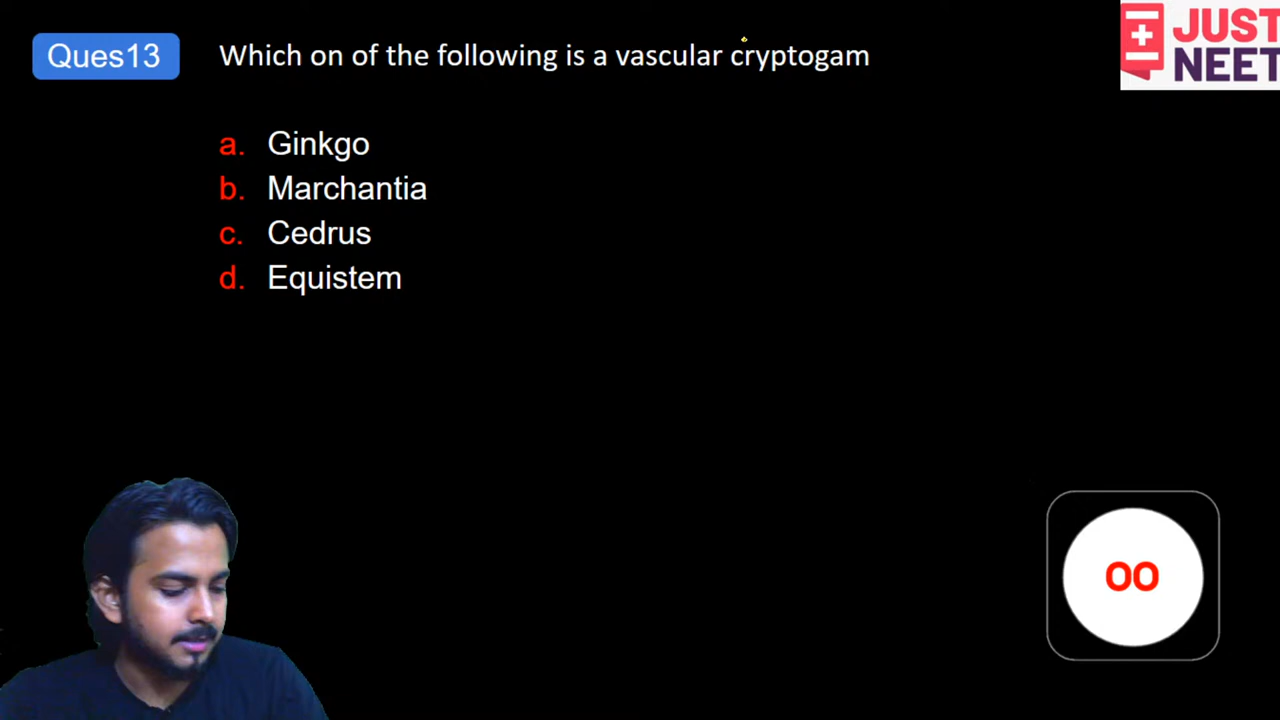 Ques13
Which on of the following is a vascular cryptogam
JUST
NEET
a. Ginkgo
b. Marchantia
c. Cedrus
d. Equistem
00